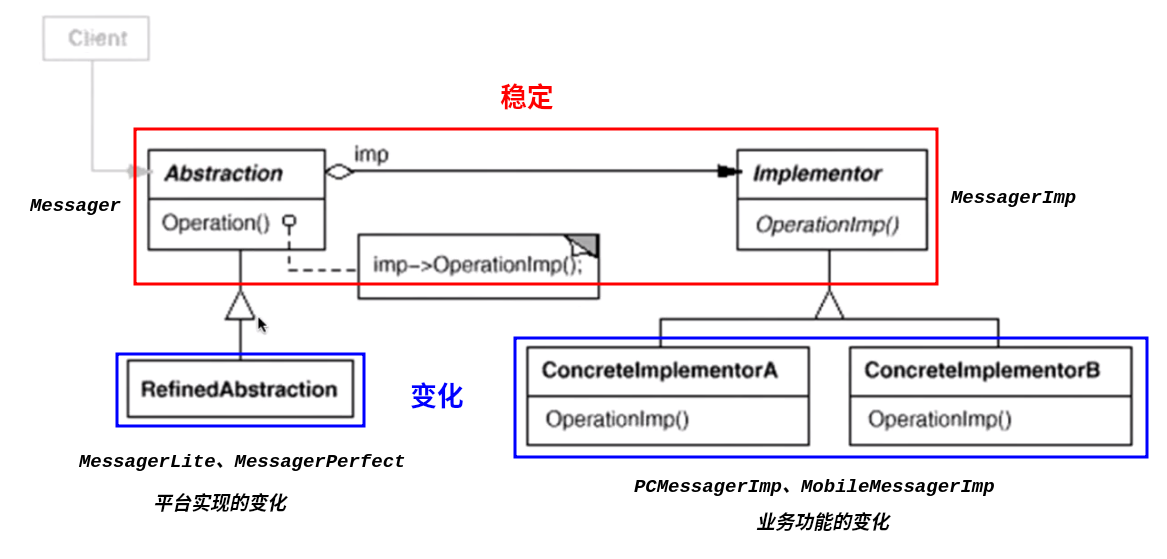 Client
稳定
imp
Abstraction
Implementor
Messager
MessagerImp
Operation()
OperationImp()
imp->OperationImp();
RefinedAbstraction
变化
ConcreteImplementorA
ConcreteImplementorB
OperationImp()
OperationImp()
MessagerLite、MessagerPerfect
平台实现的变化
PCMessagerImp、MobileMessagerImp
业务功能的变化